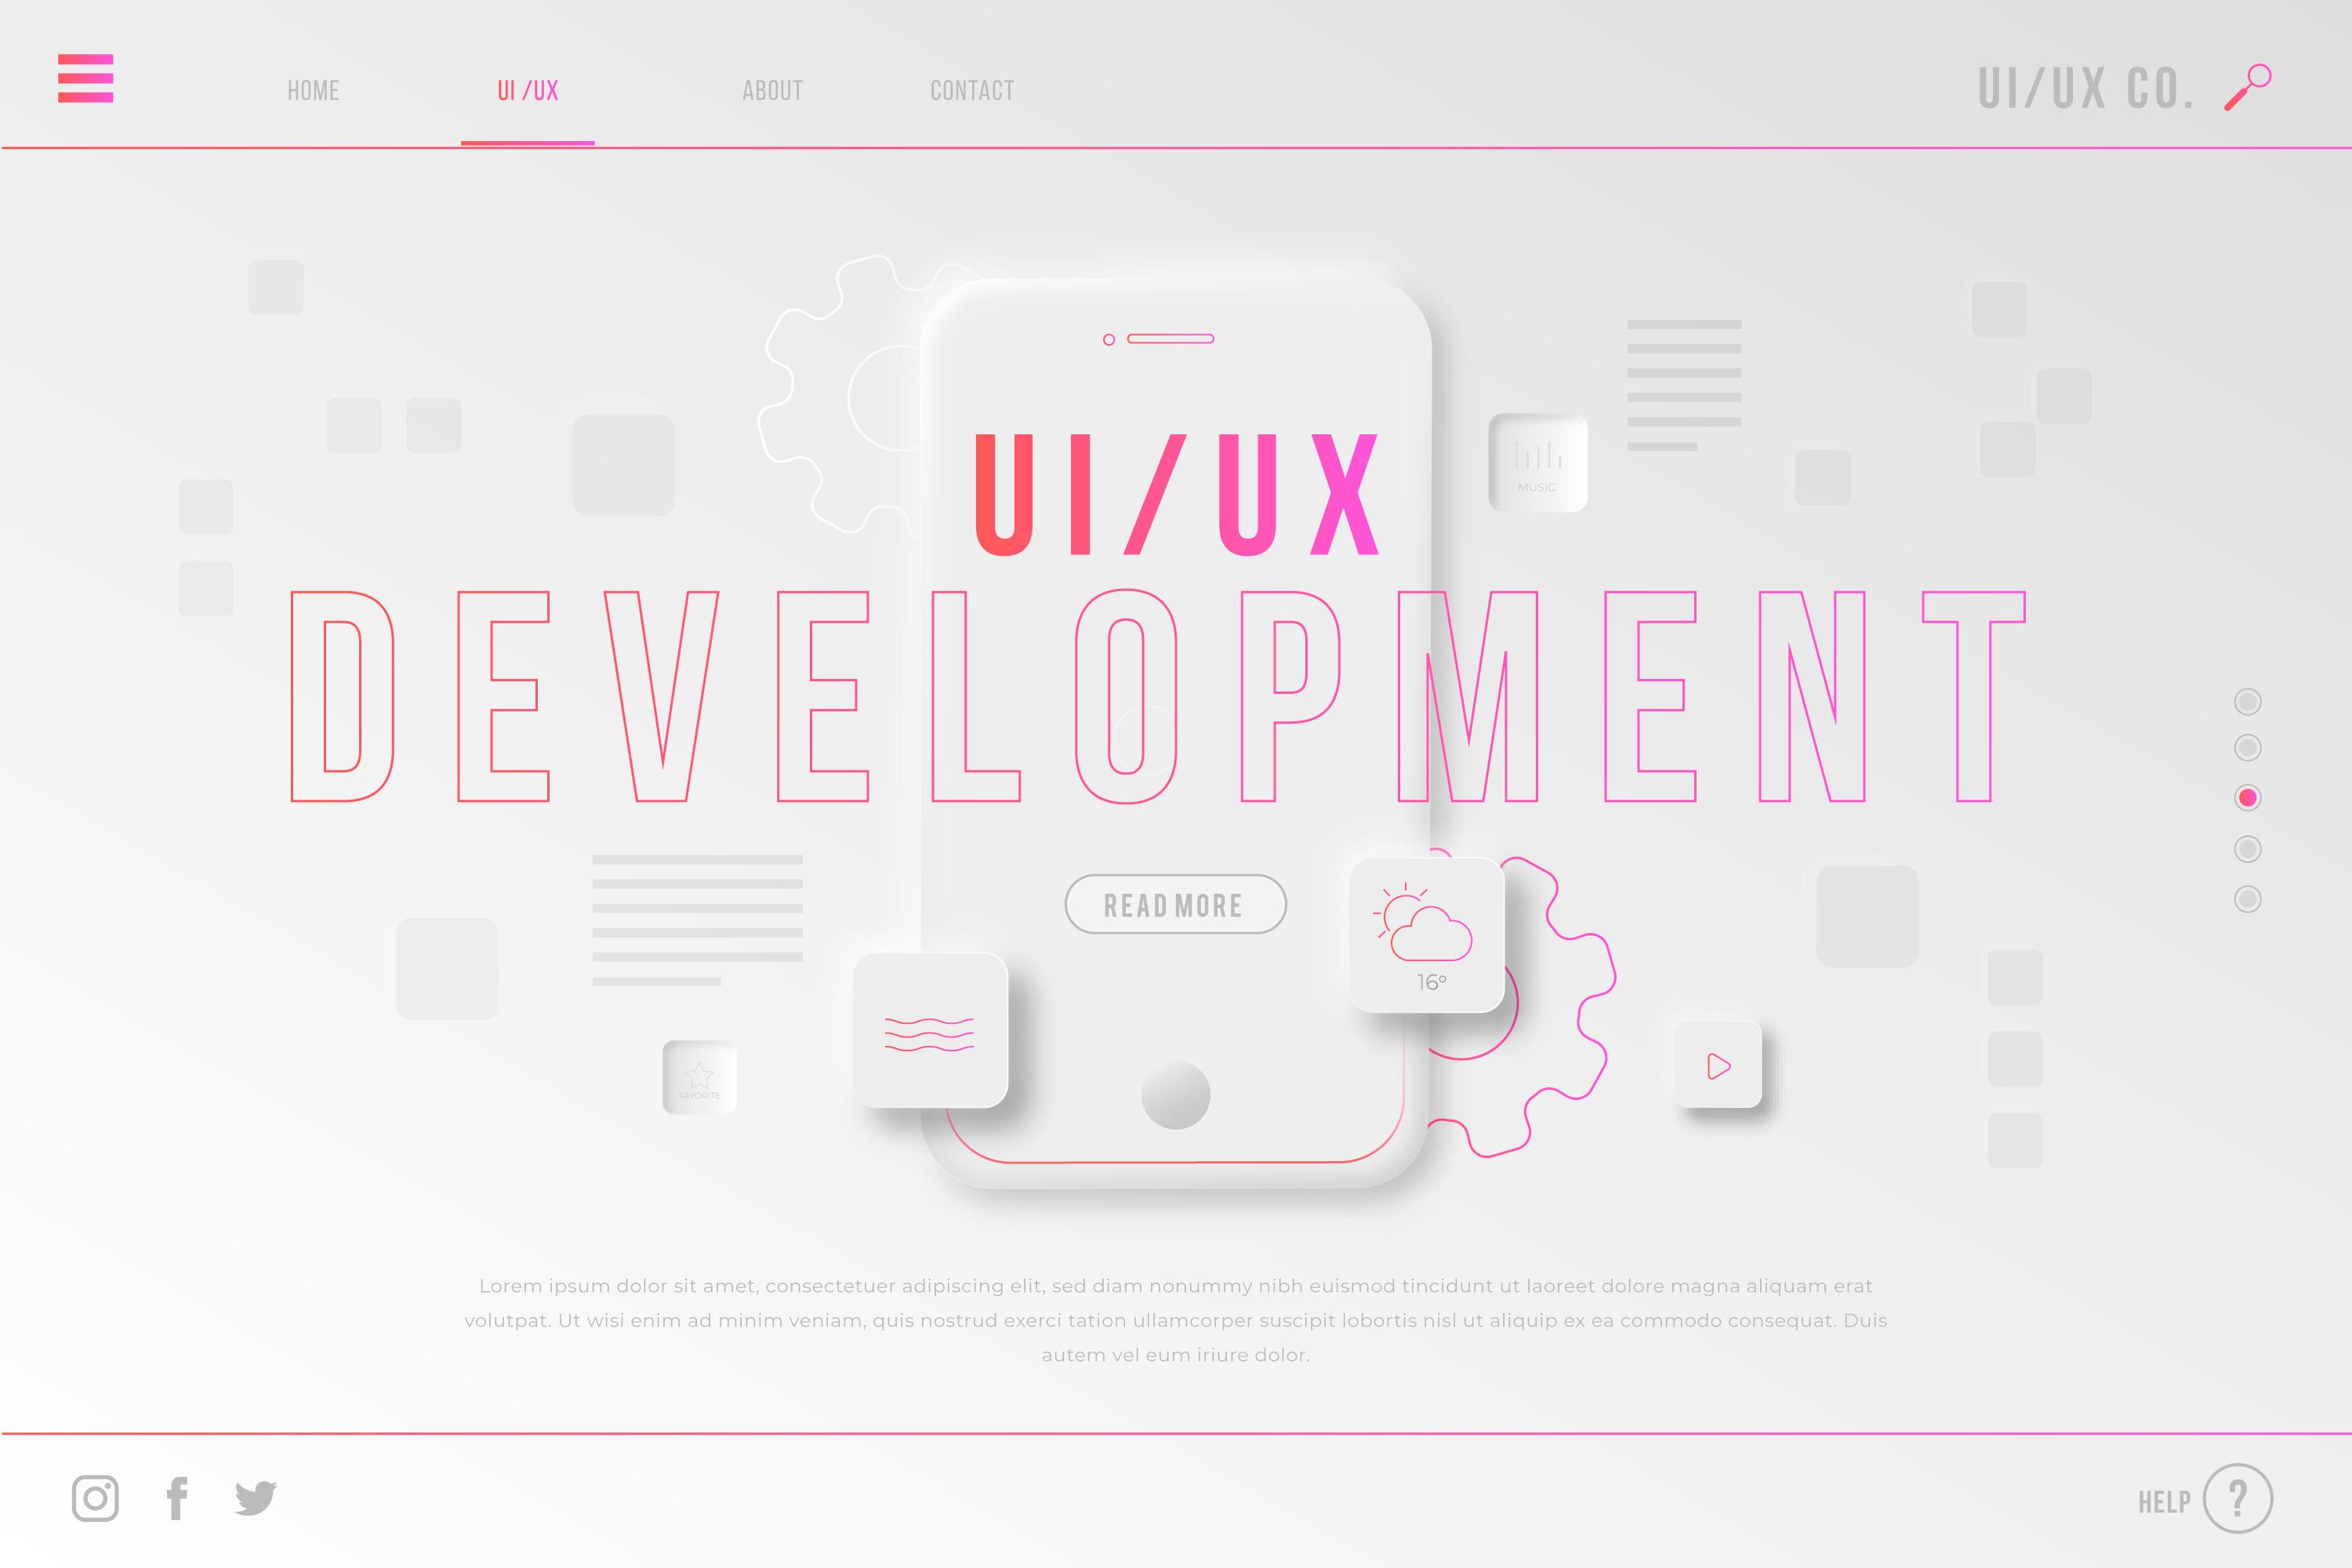 HOME
UI /UX
ABOUT
CONTACT
UI/UX CO.
UI/UX
MUSIC
DEVELOPMENT
READ MORE
16°
FAVORITE
Lorem ipsum dolor sit amet, consectetuer adipiscing elit, sed diam nonummy nibh euismod tincidunt ut laoreet dolore magna aliquam erat
volutpat. Ut wisi enim ad minim veniam, quis nostrud exerci tation ullamcorper suscipit lobortis nisl ut aliquip ex ea commodo consequat. Duis
autem vel eum iriure dolor.
HELP ?